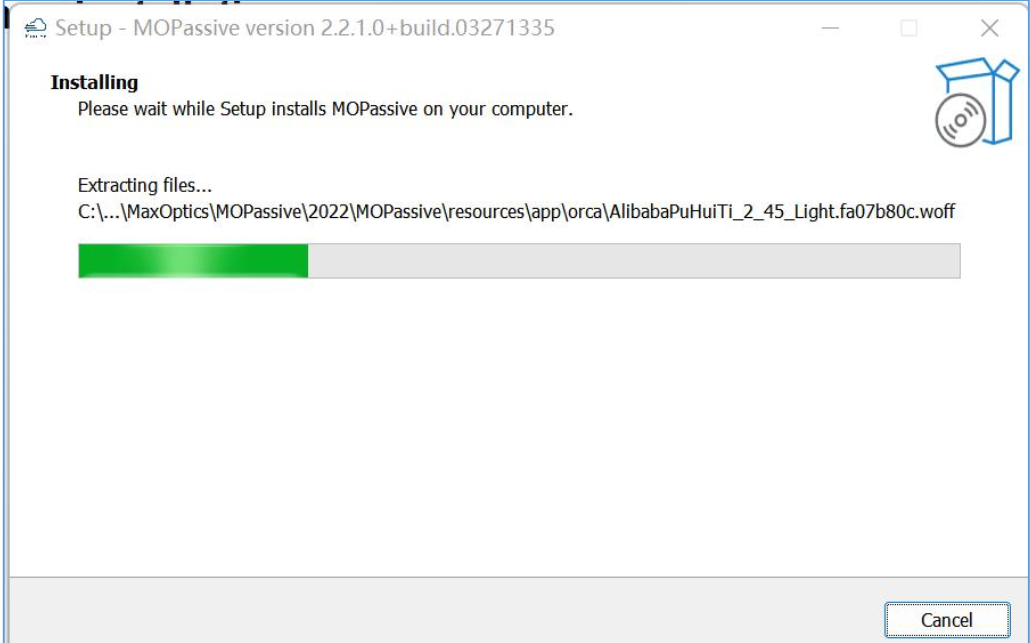 Setup - MOPassive version 2.2.1.0+build.03271335
Installing
Please wait while Setup installs MOPassive on your computer.
Extracting files...
C:\...\MaxOptics\MOPassive\2022\MOPassive\resources\app\orca\AlibabaPuHuiTi_2_45_Light.fa07b80c.woff
Cancel